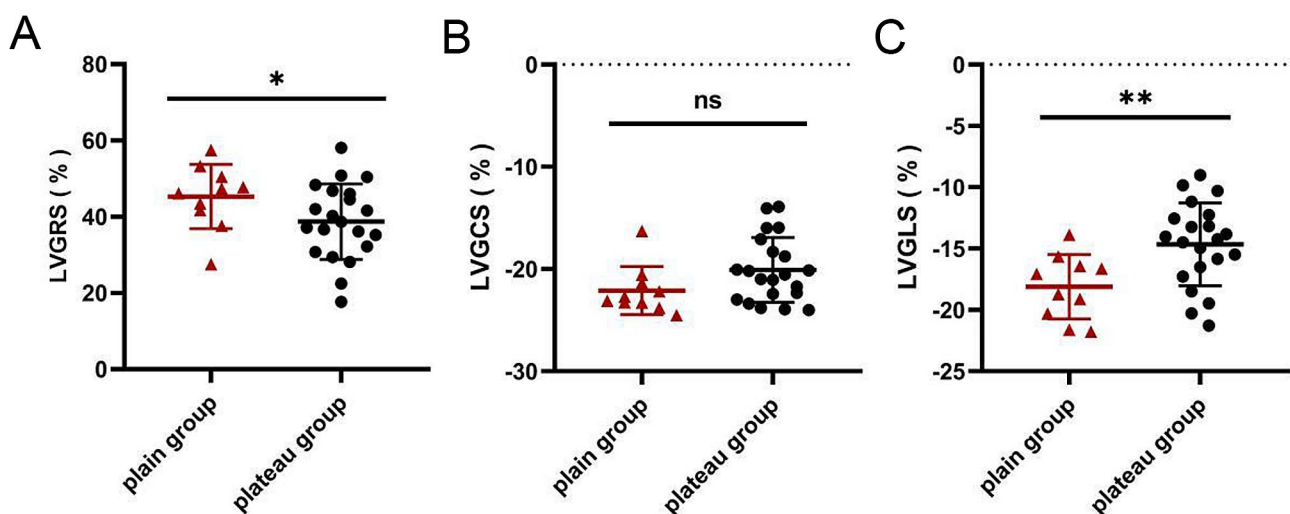 A
LVGRS ( % )
80
60
40
20
0
*
plain group
plateau group
B
LVGCS ( % )
0
-10
-20
-30
ns
plain group
plateau group
C
LVGLS ( % )
0
-5
-10
-15
-20
-25
**
plain group
plateau group